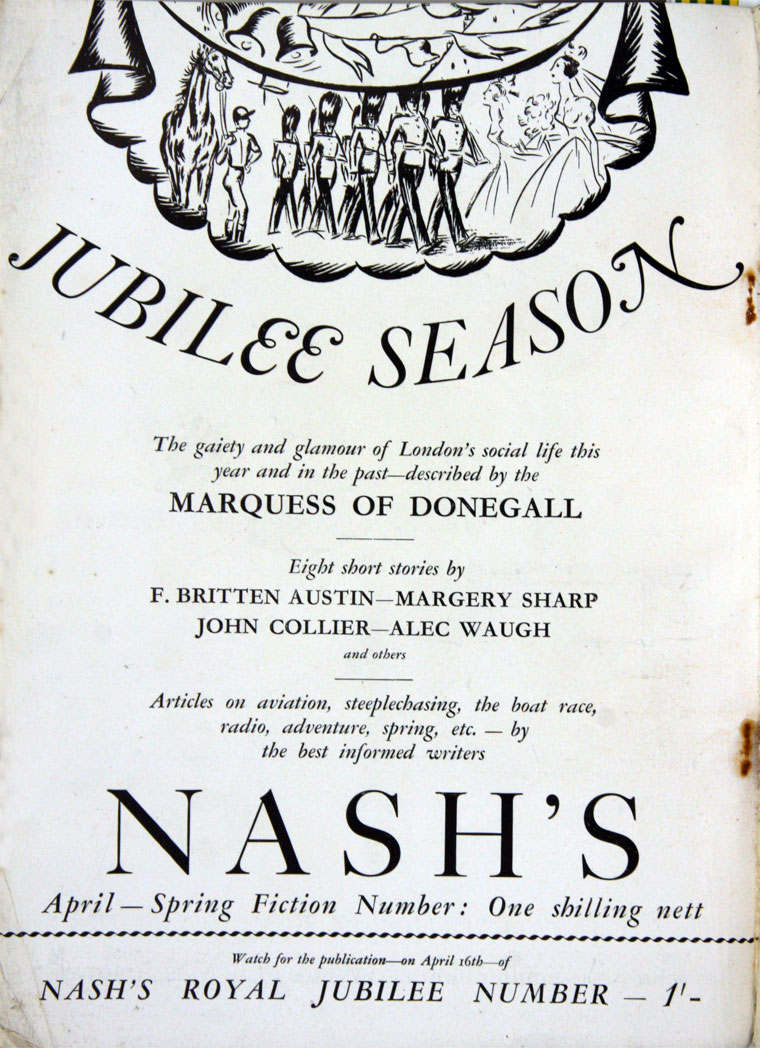 JUBILEE SEASON
The gaiety and glamour of London's social life this
year and in the past—described by the
MARQUESS OF DONEGALL
Eight short stories by
F. BRITTEN AUSTIN—MARGERY SHARP
JOHN COLLIER—ALEC WAUGH
and others
Articles on aviation, steeplechasing, the boat race,
radio, adventure, spring, etc. — by
the best informed writers
NASH'S
April — Spring Fiction Number: One shilling nett
Watch for the publication—on April 16th—of
NASH'S ROYAL JUBILEE NUMBER — 1'-